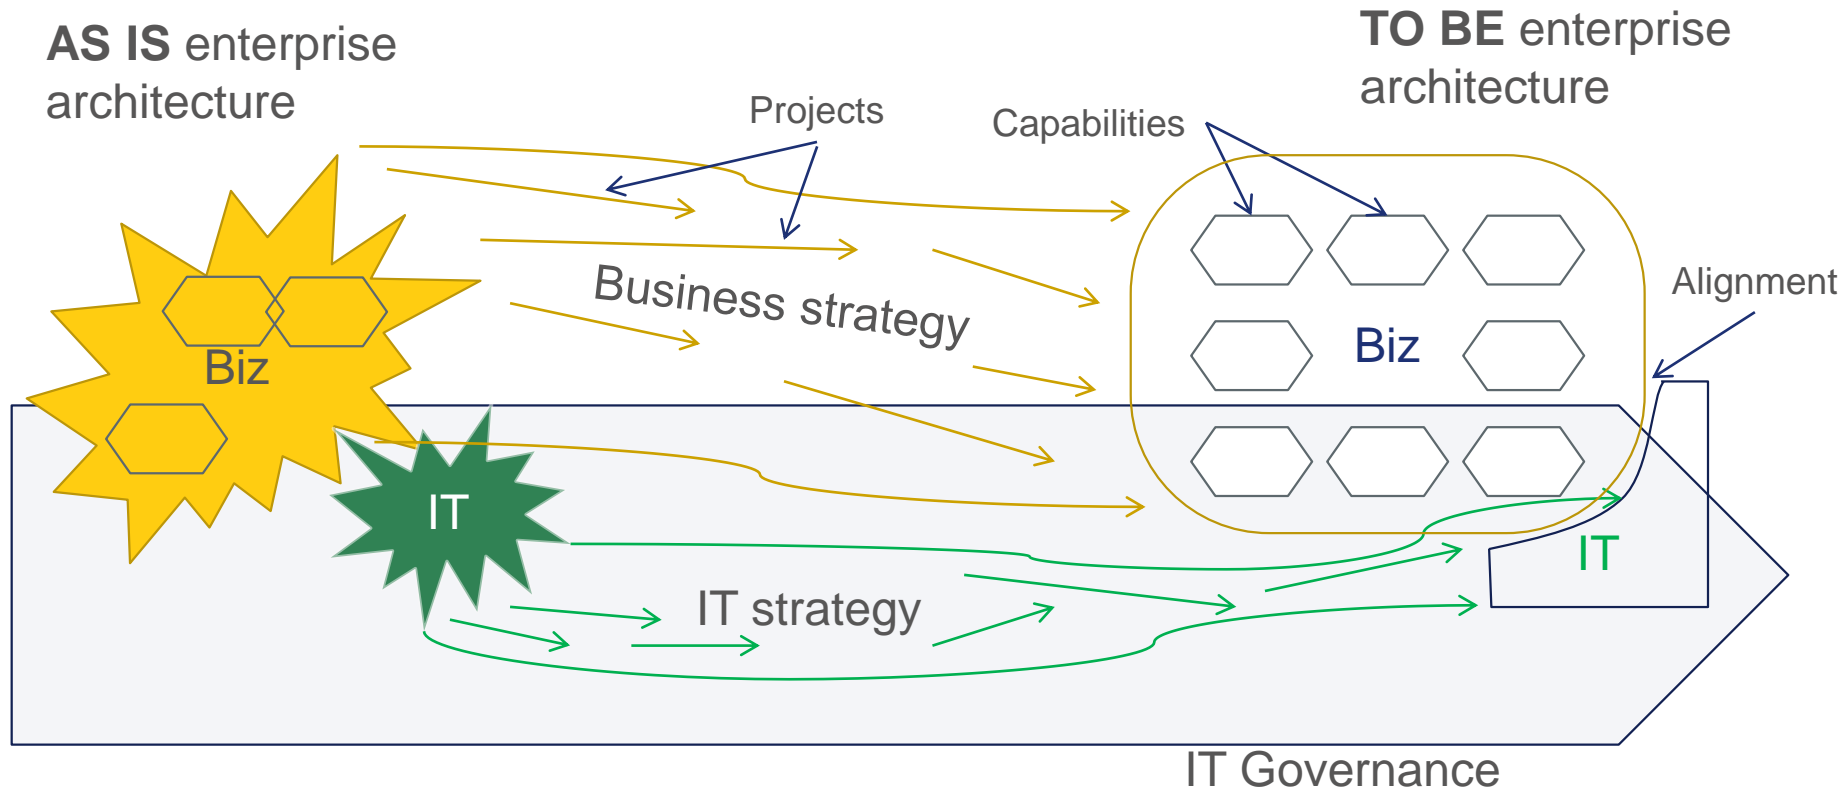 AS IS enterprise
architecture
TO BE enterprise
architecture
Projects
Capabilities
Alignment
Business strategy
Biz
Biz
IT
IT
IT strategy
IT Governance